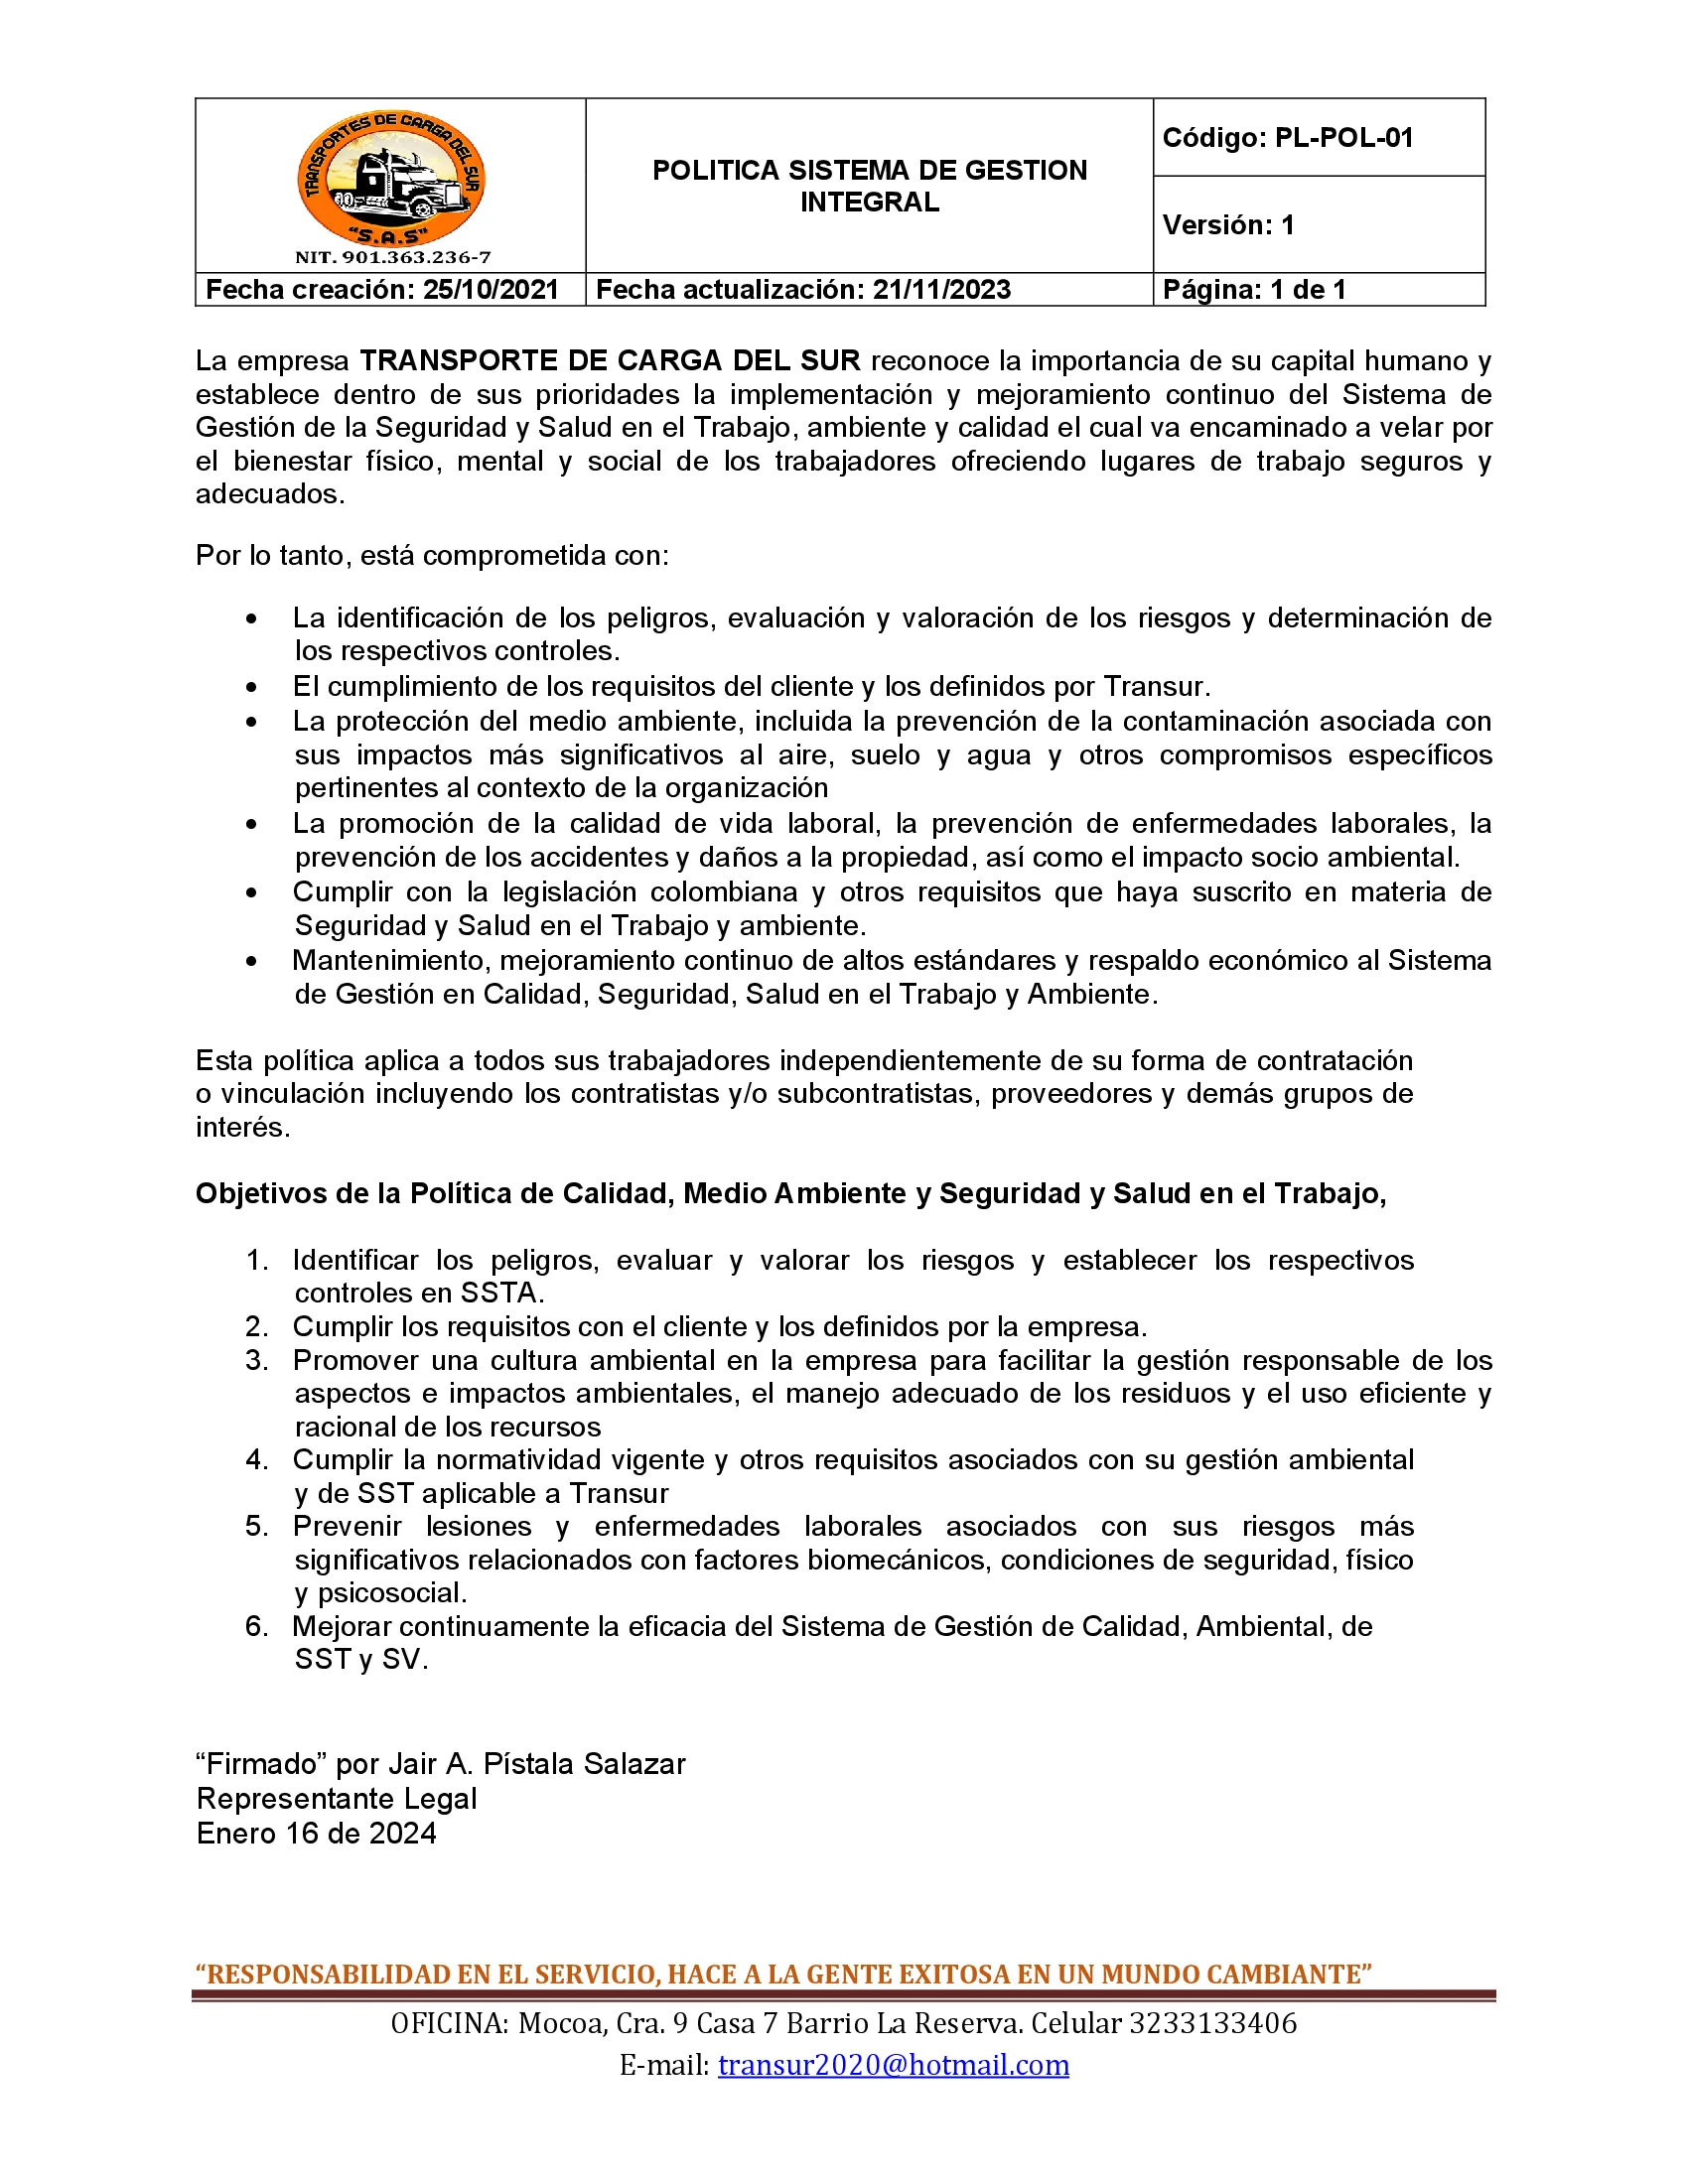 TRANSPORTES DE CARGA DEL SUR
"S.A.S"
NIT. 901.363.236-7
POLITICA SISTEMA DE GESTION
INTEGRAL
Código: PL-POL-01
Versión: 1
Fecha creación: 25/10/2021
Fecha actualización: 21/11/2023
Página: 1 de 1
La empresa TRANSPORTE DE CARGA DEL SUR reconoce la importancia de su capital humano y
establece dentro de sus prioridades la implementación y mejoramiento continuo del Sistema de
Gestión de la Seguridad y Salud en el Trabajo, ambiente y calidad el cual va encaminado a velar por
el bienestar físico, mental y social de los trabajadores ofreciendo lugares de trabajo seguros y
adecuados.
Por lo tanto, está comprometida con:
• La identificación de los peligros, evaluación y valoración de los riesgos y determinación de
los respectivos controles.
• El cumplimiento de los requisitos del cliente y los definidos por Transur.
• La protección del medio ambiente, incluida la prevención de la contaminación asociada con
sus impactos más significativos al aire, suelo y agua y otros compromisos específicos
pertinentes al contexto de la organización
• La promoción de la calidad de vida laboral, la prevención de enfermedades laborales, la
prevención de los accidentes y daños a la propiedad, así como el impacto socio ambiental.
• Cumplir con la legislación colombiana y otros requisitos que haya suscrito en materia de
Seguridad y Salud en el Trabajo y ambiente.
• Mantenimiento, mejoramiento continuo de altos estándares y respaldo económico al Sistema
de Gestión en Calidad, Seguridad, Salud en el Trabajo y Ambiente.
Esta política aplica a todos sus trabajadores independientemente de su forma de contratación
o vinculación incluyendo los contratistas y/o subcontratistas, proveedores y demás grupos de
interés.
Objetivos de la Política de Calidad, Medio Ambiente y Seguridad y Salud en el Trabajo,
1. Identificar los peligros, evaluar y valorar los riesgos y establecer los respectivos
controles en SSTA.
2. Cumplir los requisitos con el cliente y los definidos por la empresa.
3. Promover una cultura ambiental en la empresa para facilitar la gestión responsable de los
aspectos e impactos ambientales, el manejo adecuado de los residuos y el uso eficiente y
racional de los recursos
4. Cumplir la normatividad vigente y otros requisitos asociados con su gestión ambiental
y de SST aplicable a Transur
5. Prevenir lesiones y enfermedades laborales asociados con sus riesgos más
significativos relacionados con factores biomecánicos, condiciones de seguridad, físico
y psicosocial.
6. Mejorar continuamente la eficacia del Sistema de Gestión de Calidad, Ambiental, de
SST y SV.
“Firmado” por Jair A. Pístala Salazar
Representante Legal
Enero 16 de 2024
“RESPONSABILIDAD EN EL SERVICIO, HACE A LA GENTE EXITOSA EN UN MUNDO CAMBIANTE”
OFICINA: Mocoa, Cra. 9 Casa 7 Barrio La Reserva. Celular 3233133406
E-mail: transur2020@hotmail.com